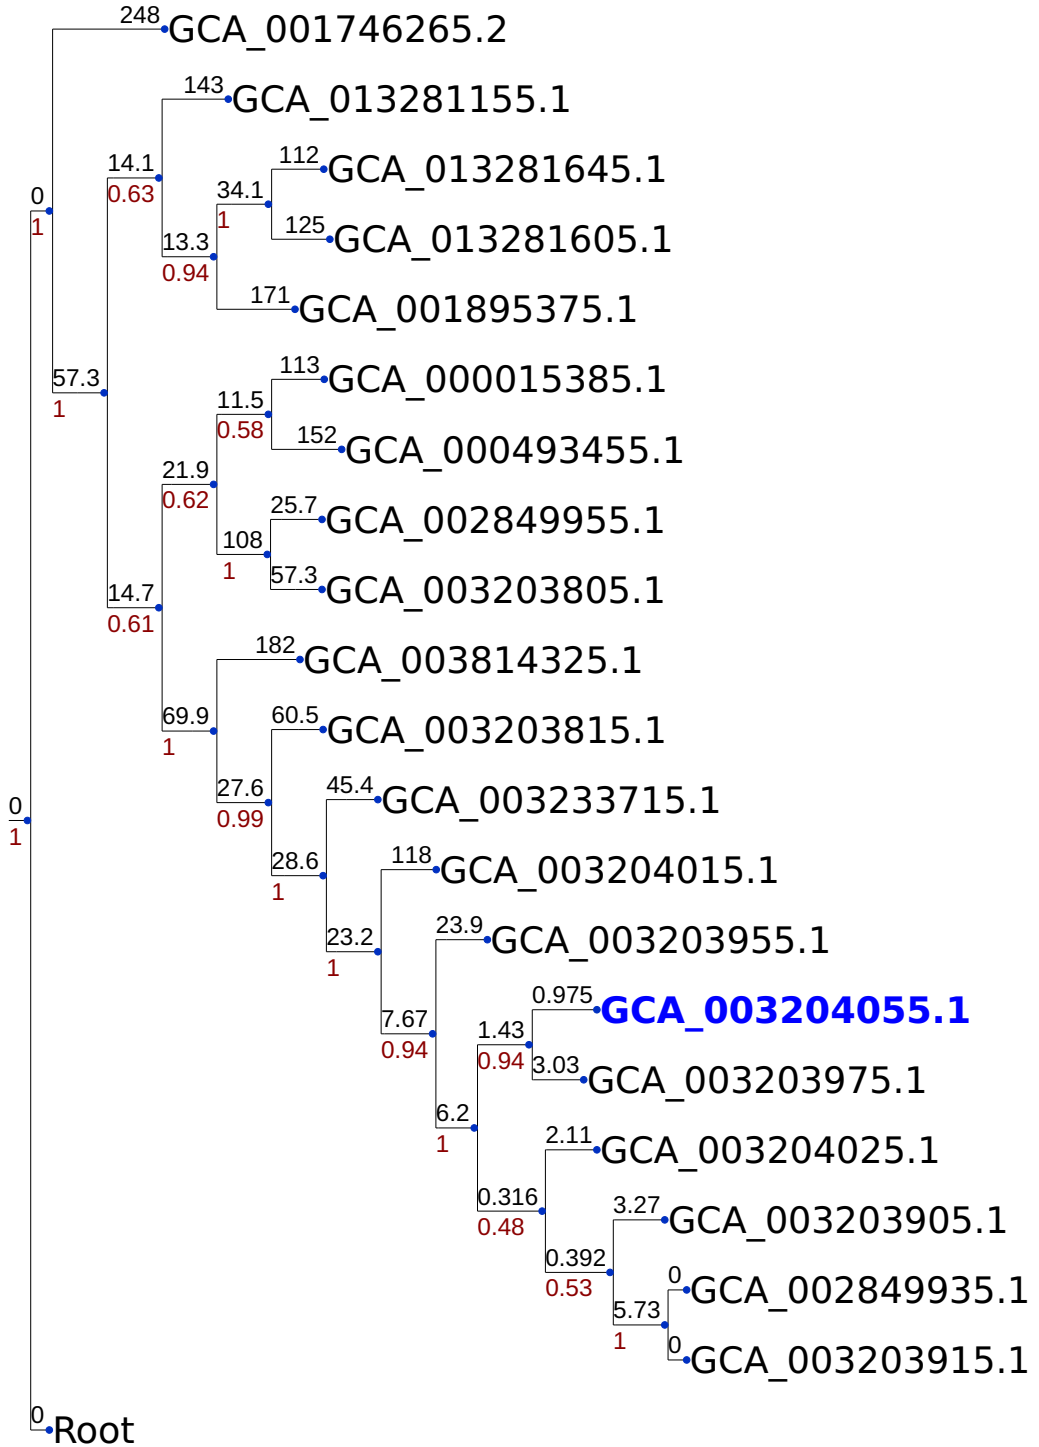 248 GCA_001746265.2
143 GCA_013281155.1
14.1 112 GCA_013281645.1
0.63 34.1
0 1
1 125 GCA_013281605.1
13.3
0.94
171 GCA_001895375.1
57.3 113 GCA_000015385.1
1 11.5
0.58
152 GCA_000493455.1
21.9
0.62 25.7 GCA_002849955.1
108
1 57.3 GCA_003203805.1
14.7
0.61
182 GCA_003814325.1
69.9 60.5 GCA_003203815.1
1
27.6 45.4 GCA_003233715.1
0 0.99
1
28.6 118 GCA_003204015.1
1
23.2 23.9 GCA_003203955.1
1
7.67 0.975 GCA_003204055.1
0.94 1.43
0.94 3.03 GCA_003203975.1
6.2
1 2.11 GCA_003204025.1
0.316 3.27 GCA_003203905.1
0.48
0.392 0 GCA_002849935.1
0.53
5.73
1 0 GCA_003203915.1
0 Root